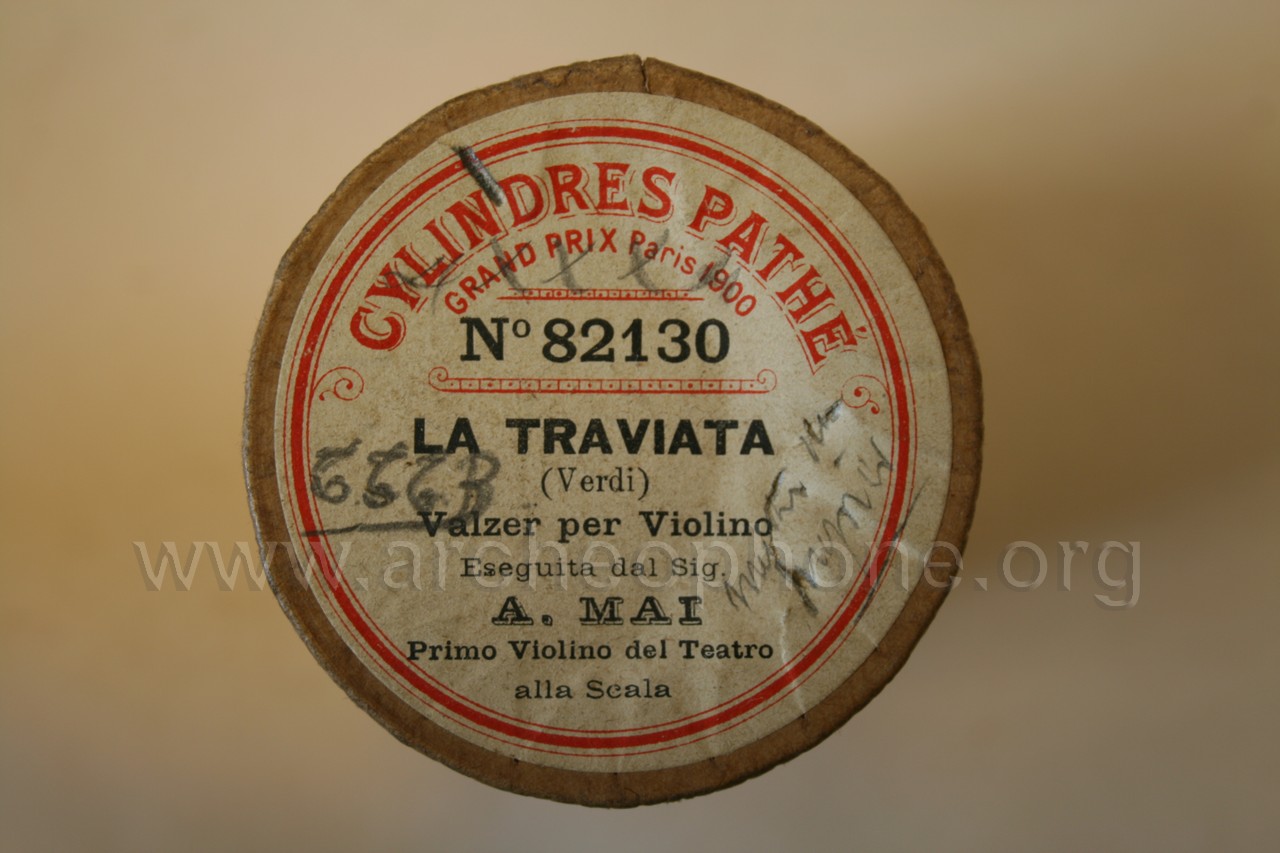 CYLINDRES PATHÉ
GRAND PRIX Paris 1900
Nº 82130
LA TRAVIATA
(Verdi)
Valzer per Violino
Eseguita dal Sig.
A. MAI
Primo Violino del Teatro
alla Scala
www.archeophone.org